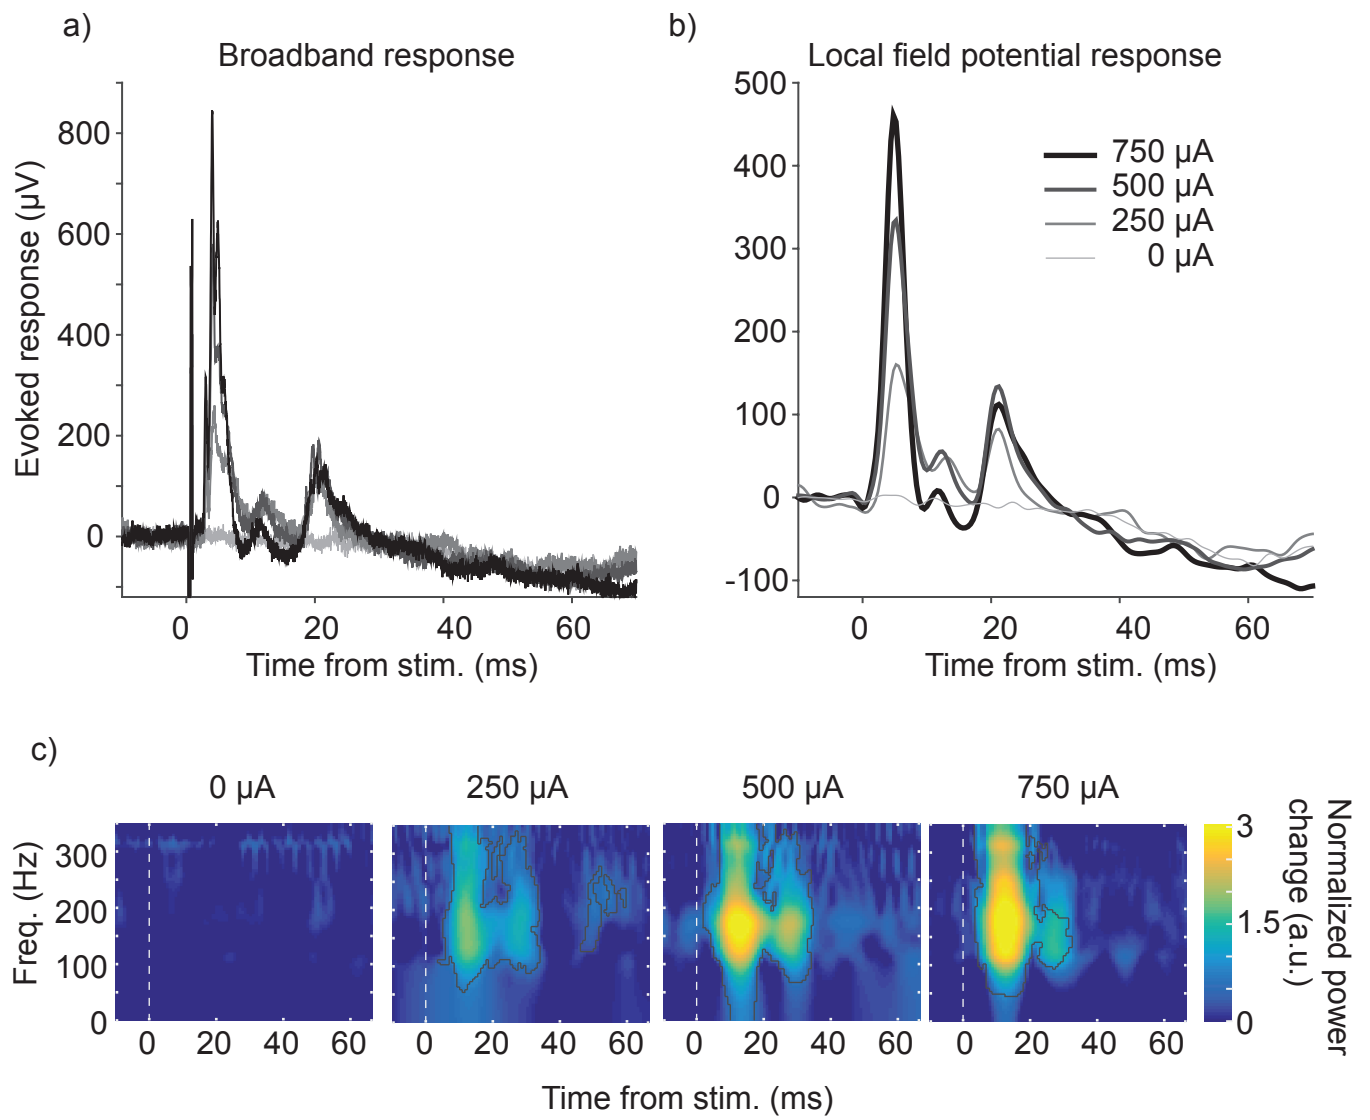 a)
Broadband response
Evoked response (µV)
800
600
400
200
0
0 20 40 60
Time from stim. (ms)
b)
Local field potential response
500
400
300
200
100
0
-100
750 µA
500 µA
250 µA
0 µA
0 20 40 60
Time from stim. (ms)
c)
0 µA
250 µA
500 µA
750 µA
Freq. (Hz)
300
200
100
0
0 20 40 60
0 20 40 60
0 20 40 60
0 20 40 60
3
1.5
0
Normalized power
change (a.u.)
Time from stim. (ms)